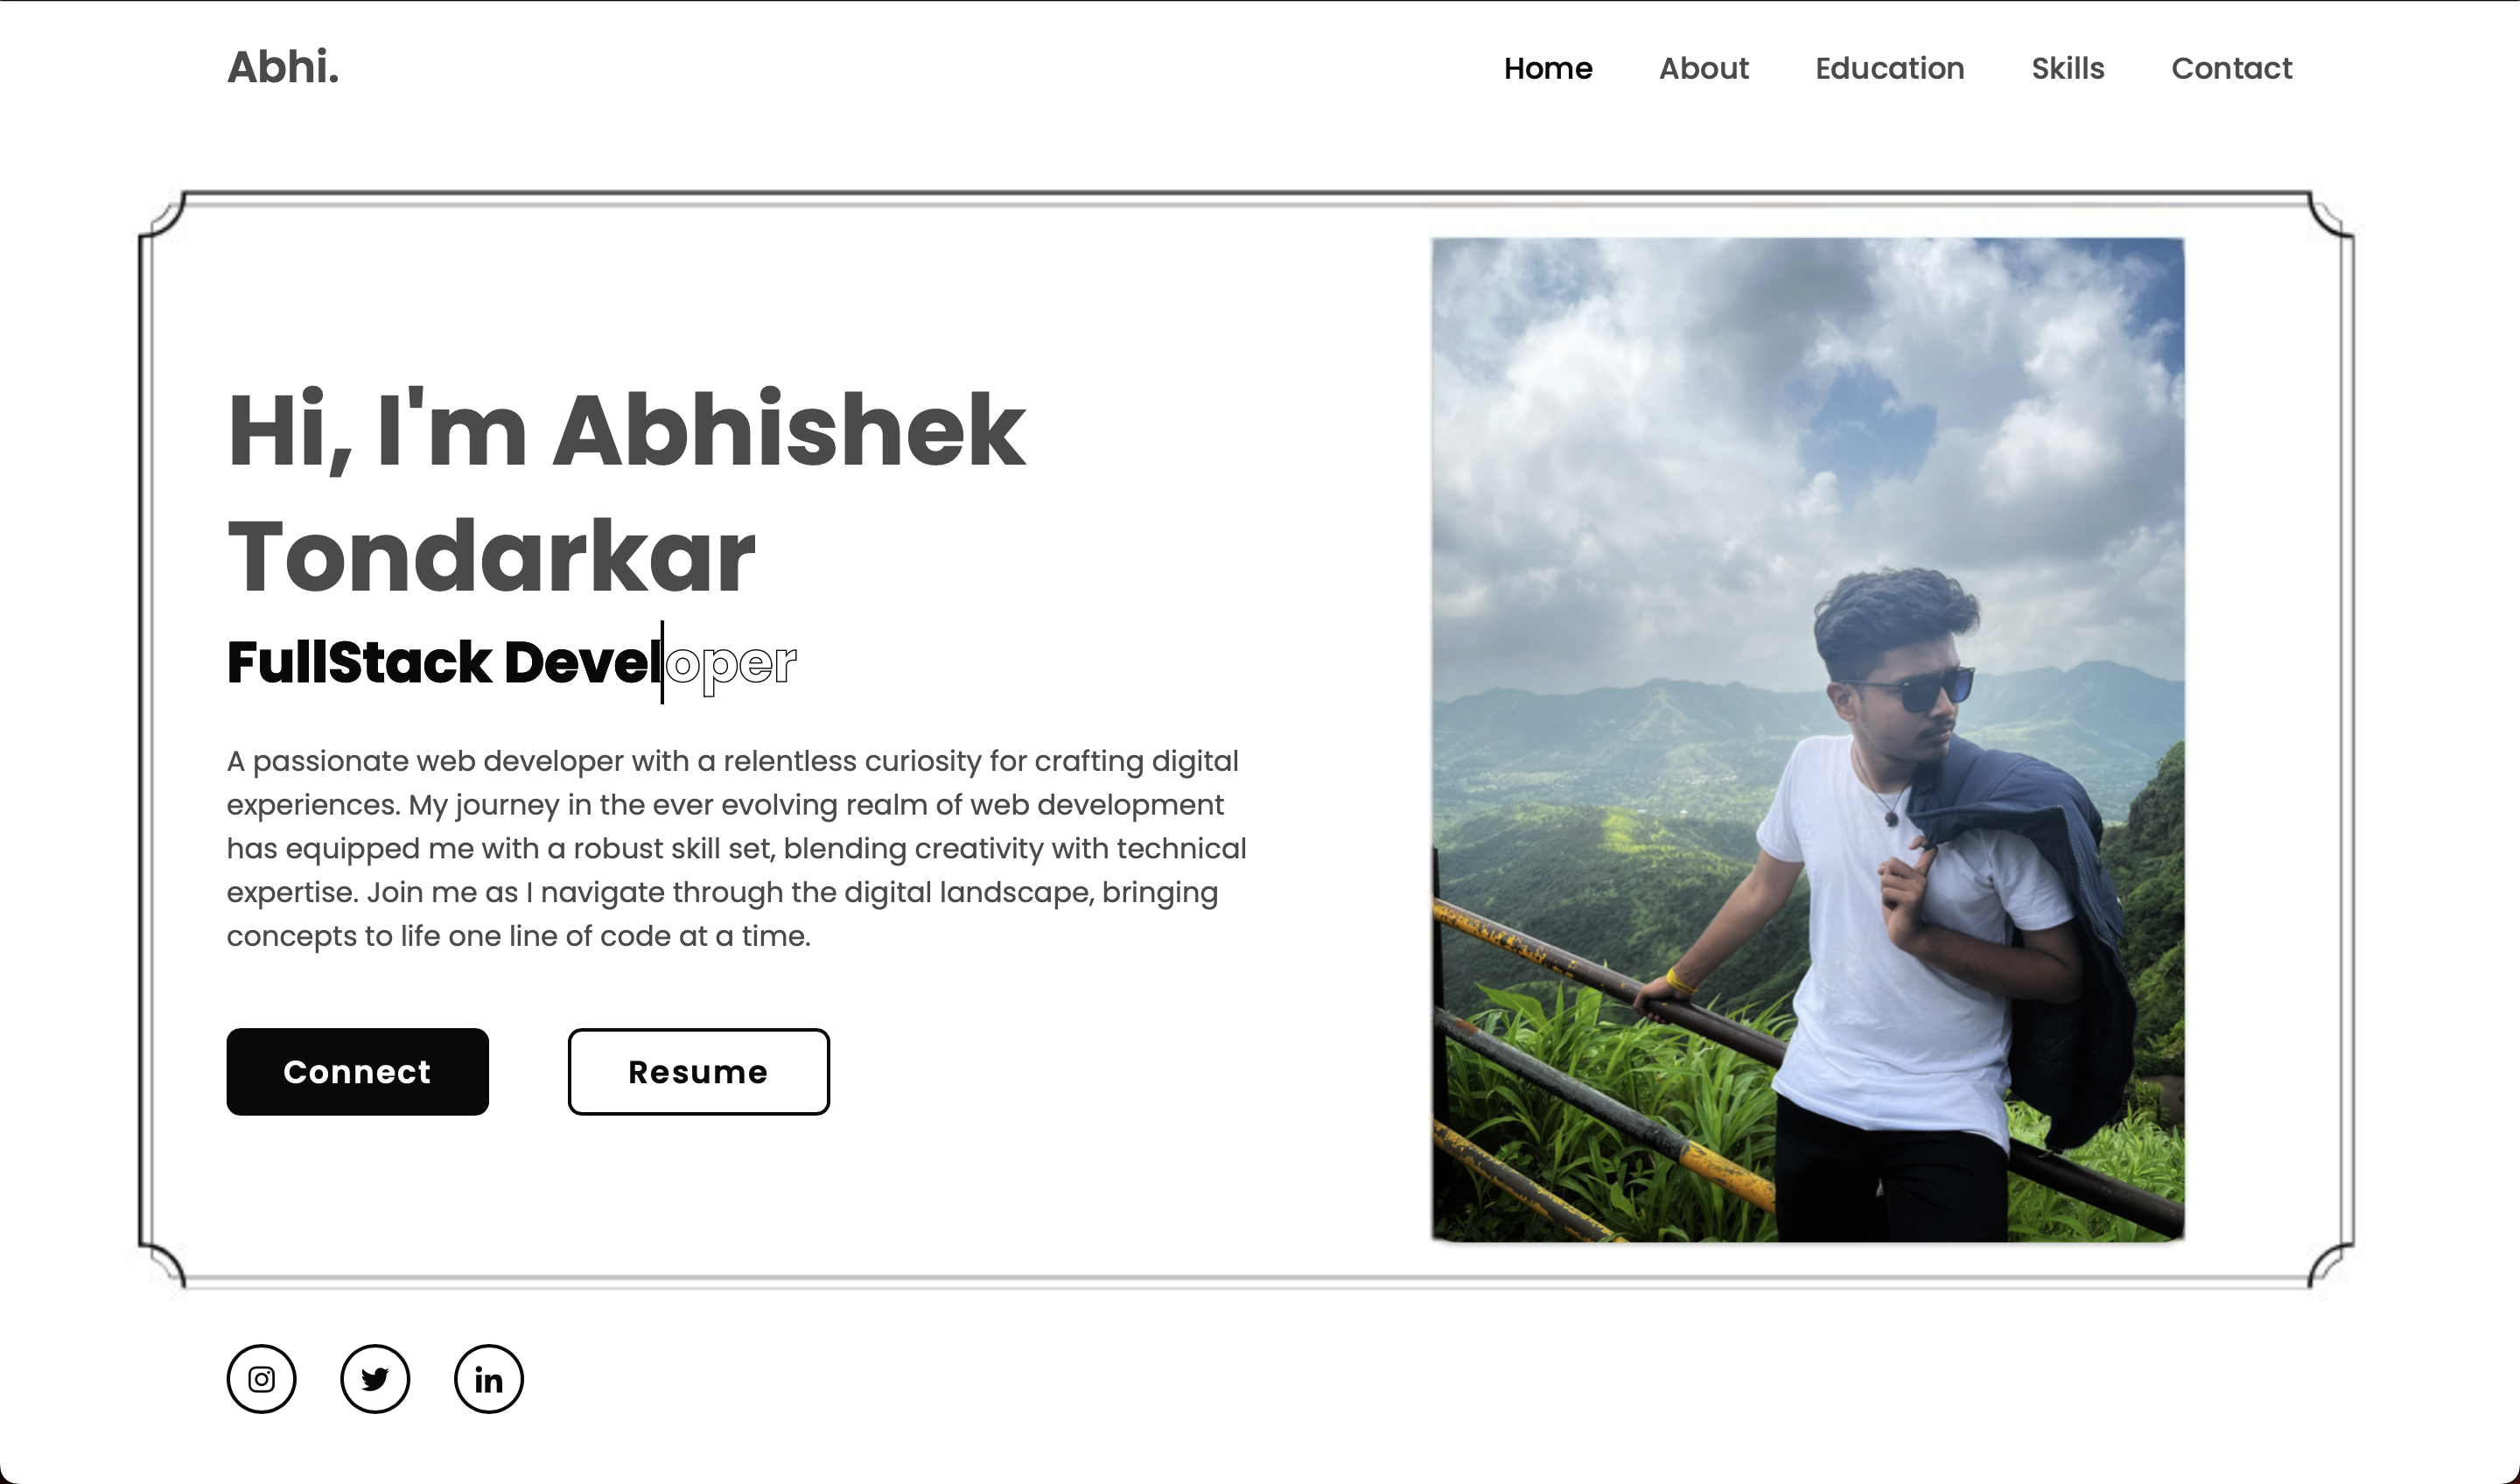 Abhi.
Home About Education Skills Contact
Hi, I'm Abhishek
Tondarkar
FullStack Developer
A passionate web developer with a relentless curiosity for crafting digital
experiences. My journey in the ever evolving realm of web development
has equipped me with a robust skill set, blending creativity with technical
expertise. Join me as I navigate through the digital landscape, bringing
concepts to life one line of code at a time.
Connect Resume
in